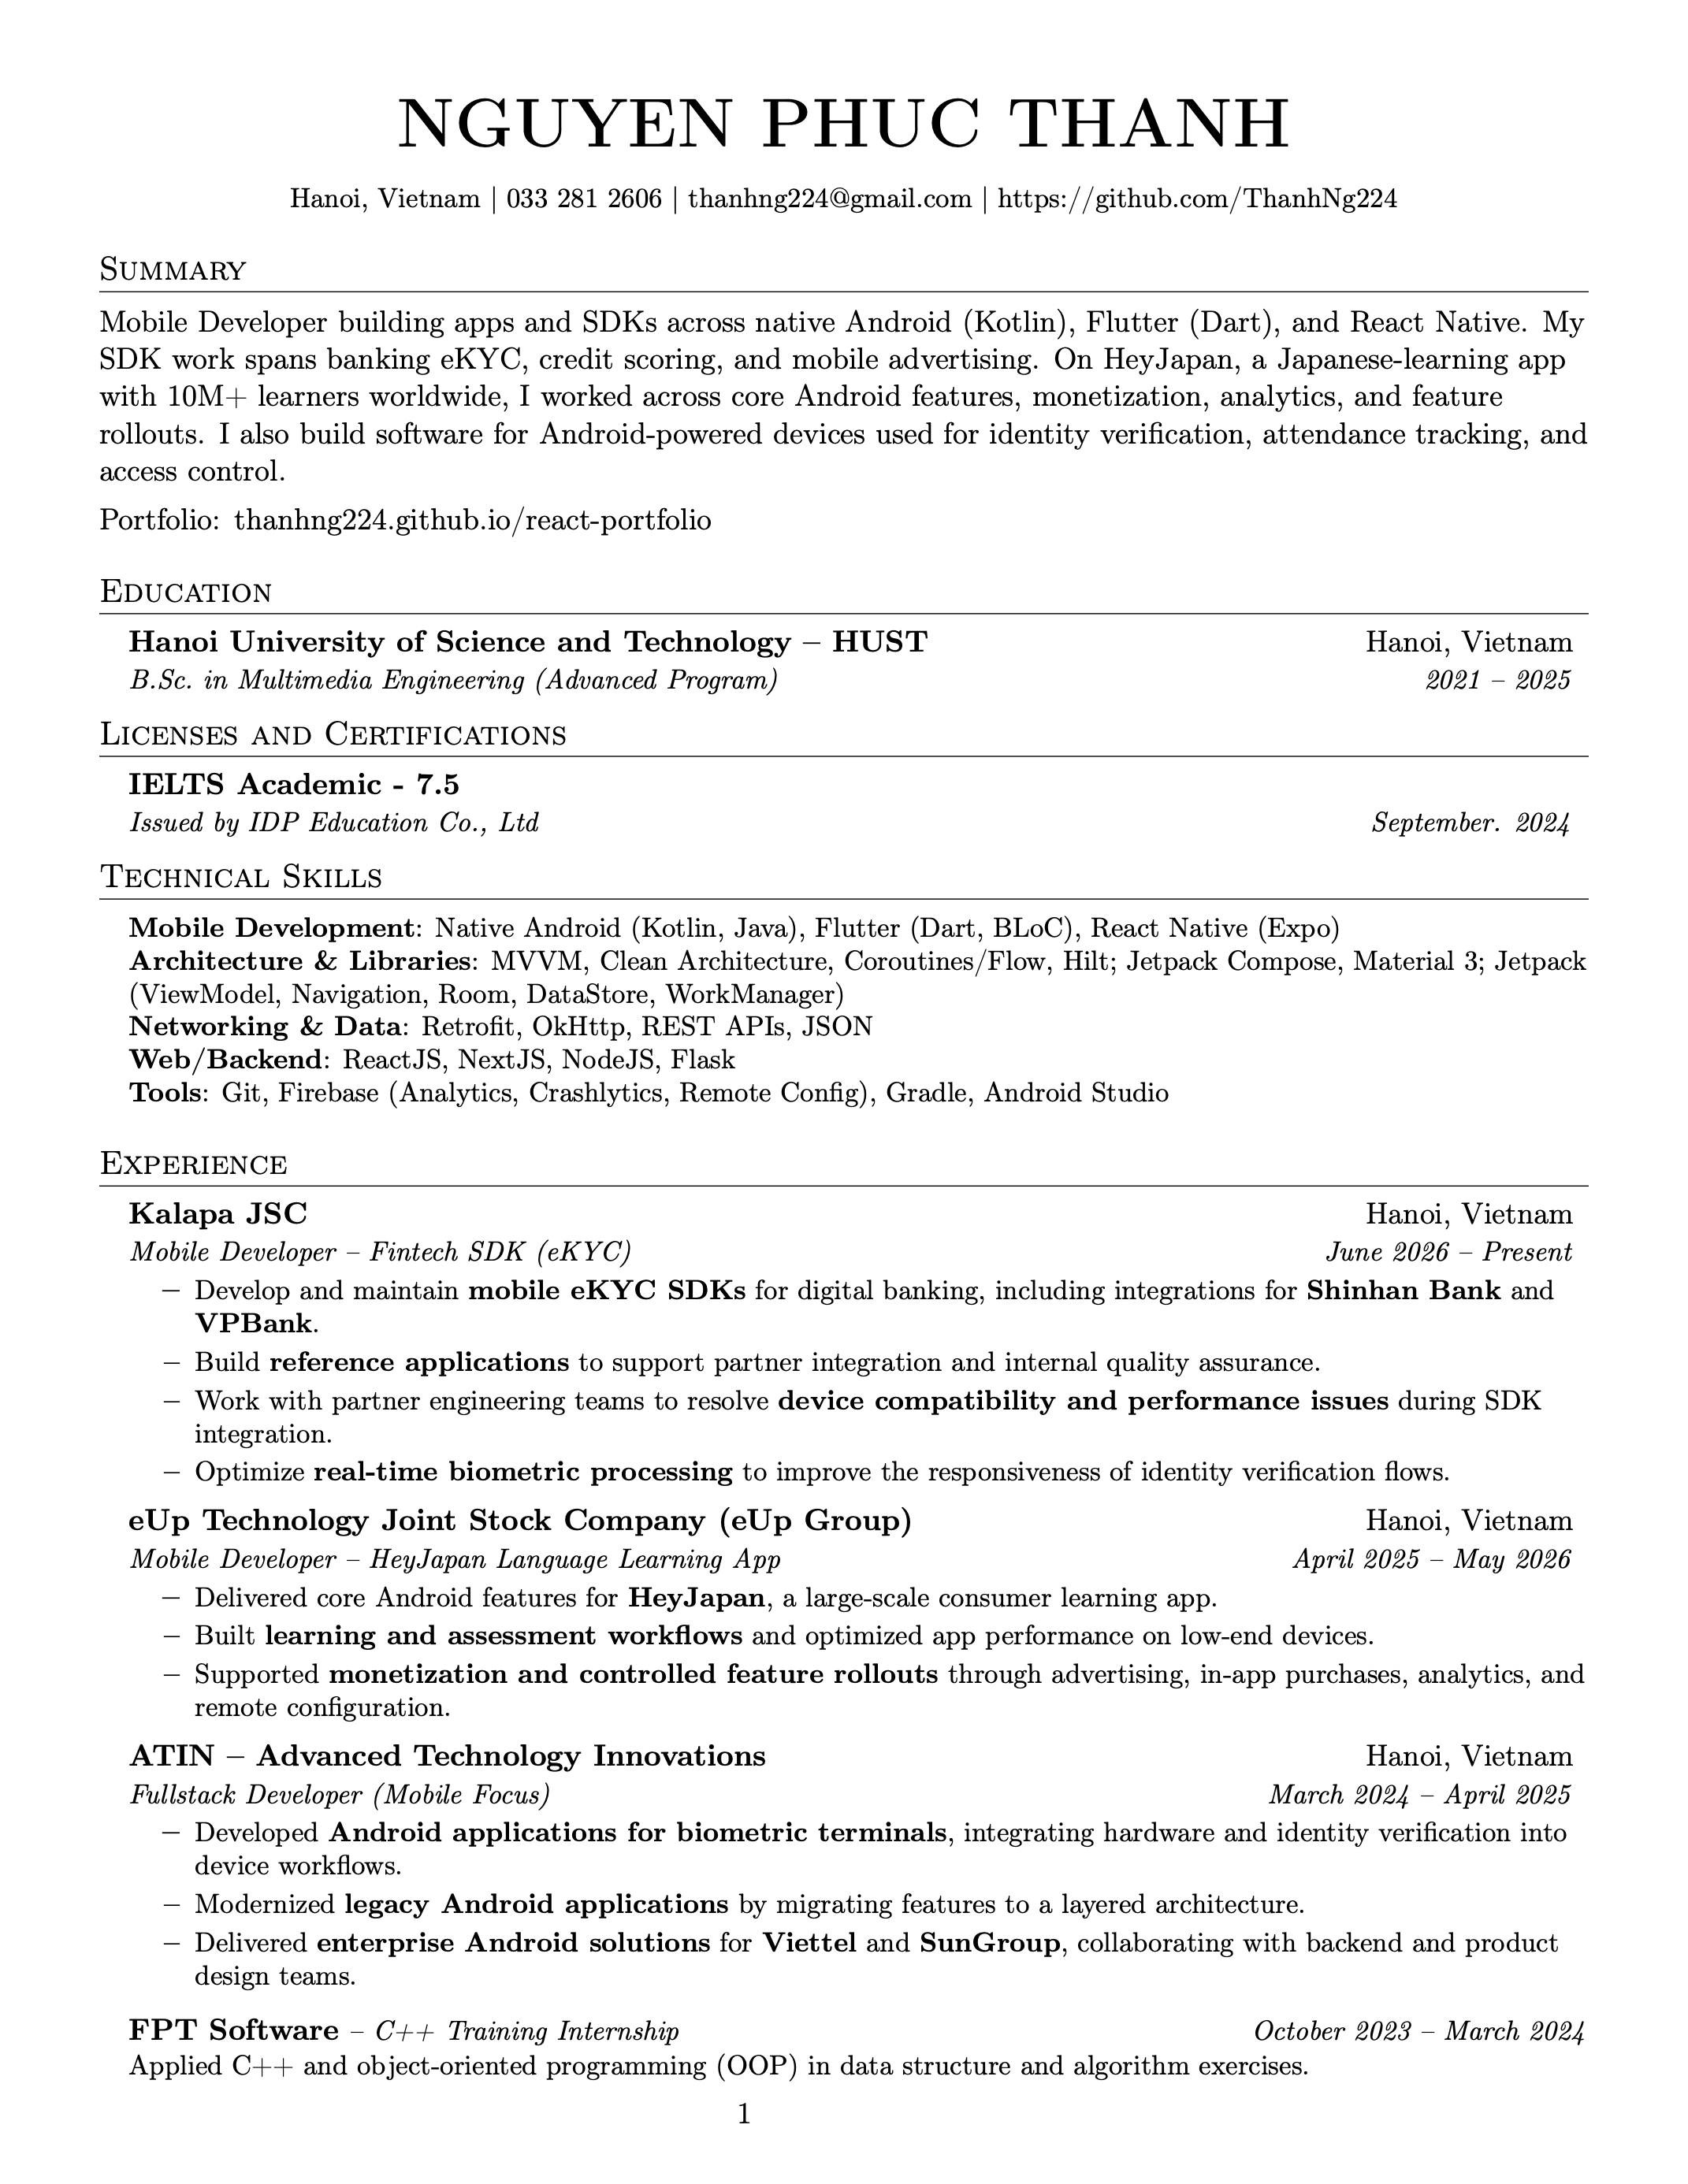 NGUYEN PHUC THANH
Hanoi, Vietnam | 033 281 2606 | thanhng224@gmail.com | https://github.com/ThanhNg224
Summary
Mobile Developer building apps and SDKs across native Android (Kotlin), Flutter (Dart), and React Native. My
SDK work spans banking eKYC, credit scoring, and mobile advertising. On HeyJapan, a Japanese-learning app
with 10M+ learners worldwide, I worked across core Android features, monetization, analytics, and feature
rollouts. I also build software for Android-powered devices used for identity verification, attendance tracking, and
access control.
Portfolio: thanhng224.github.io/react-portfolio
Education
Hanoi University of Science and Technology – HUST Hanoi, Vietnam
B.Sc. in Multimedia Engineering (Advanced Program) 2021 – 2025
Licenses and Certifications
IELTS Academic - 7.5
Issued by IDP Education Co., Ltd September. 2024
Technical Skills
Mobile Development: Native Android (Kotlin, Java), Flutter (Dart, BLoC), React Native (Expo)
Architecture & Libraries: MVVM, Clean Architecture, Coroutines/Flow, Hilt; Jetpack Compose, Material 3; Jetpack
(ViewModel, Navigation, Room, DataStore, WorkManager)
Networking & Data: Retrofit, OkHttp, REST APIs, JSON
Web/Backend: ReactJS, NextJS, NodeJS, Flask
Tools: Git, Firebase (Analytics, Crashlytics, Remote Config), Gradle, Android Studio
Experience
Kalapa JSC Hanoi, Vietnam
Mobile Developer – Fintech SDK (eKYC) June 2026 – Present
– Develop and maintain mobile eKYC SDKs for digital banking, including integrations for Shinhan Bank and
VPBank.
– Build reference applications to support partner integration and internal quality assurance.
– Work with partner engineering teams to resolve device compatibility and performance issues during SDK
integration.
– Optimize real-time biometric processing to improve the responsiveness of identity verification flows.
eUp Technology Joint Stock Company (eUp Group) Hanoi, Vietnam
Mobile Developer – HeyJapan Language Learning App April 2025 – May 2026
– Delivered core Android features for HeyJapan, a large-scale consumer learning app.
– Built learning and assessment workflows and optimized app performance on low-end devices.
– Supported monetization and controlled feature rollouts through advertising, in-app purchases, analytics, and
remote configuration.
ATIN – Advanced Technology Innovations Hanoi, Vietnam
Fullstack Developer (Mobile Focus) March 2024 – April 2025
– Developed Android applications for biometric terminals, integrating hardware and identity verification into
device workflows.
– Modernized legacy Android applications by migrating features to a layered architecture.
– Delivered enterprise Android solutions for Viettel and SunGroup, collaborating with backend and product
design teams.
FPT Software – C++ Training Internship October 2023 – March 2024
Applied C++ and object-oriented programming (OOP) in data structure and algorithm exercises.
1